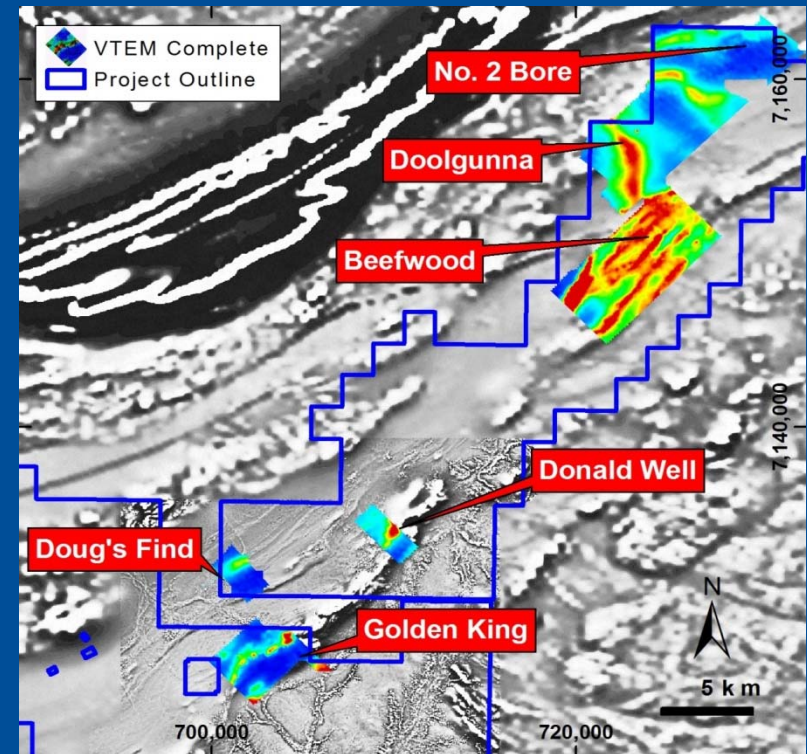 VTEM Complete
Project Outline
No. 2 Bore
7,160,000
Doolgunna
Beefwood
7,140,000
Donald Well
Doug's Find
Golden King
N
5 km
700,000
720,000